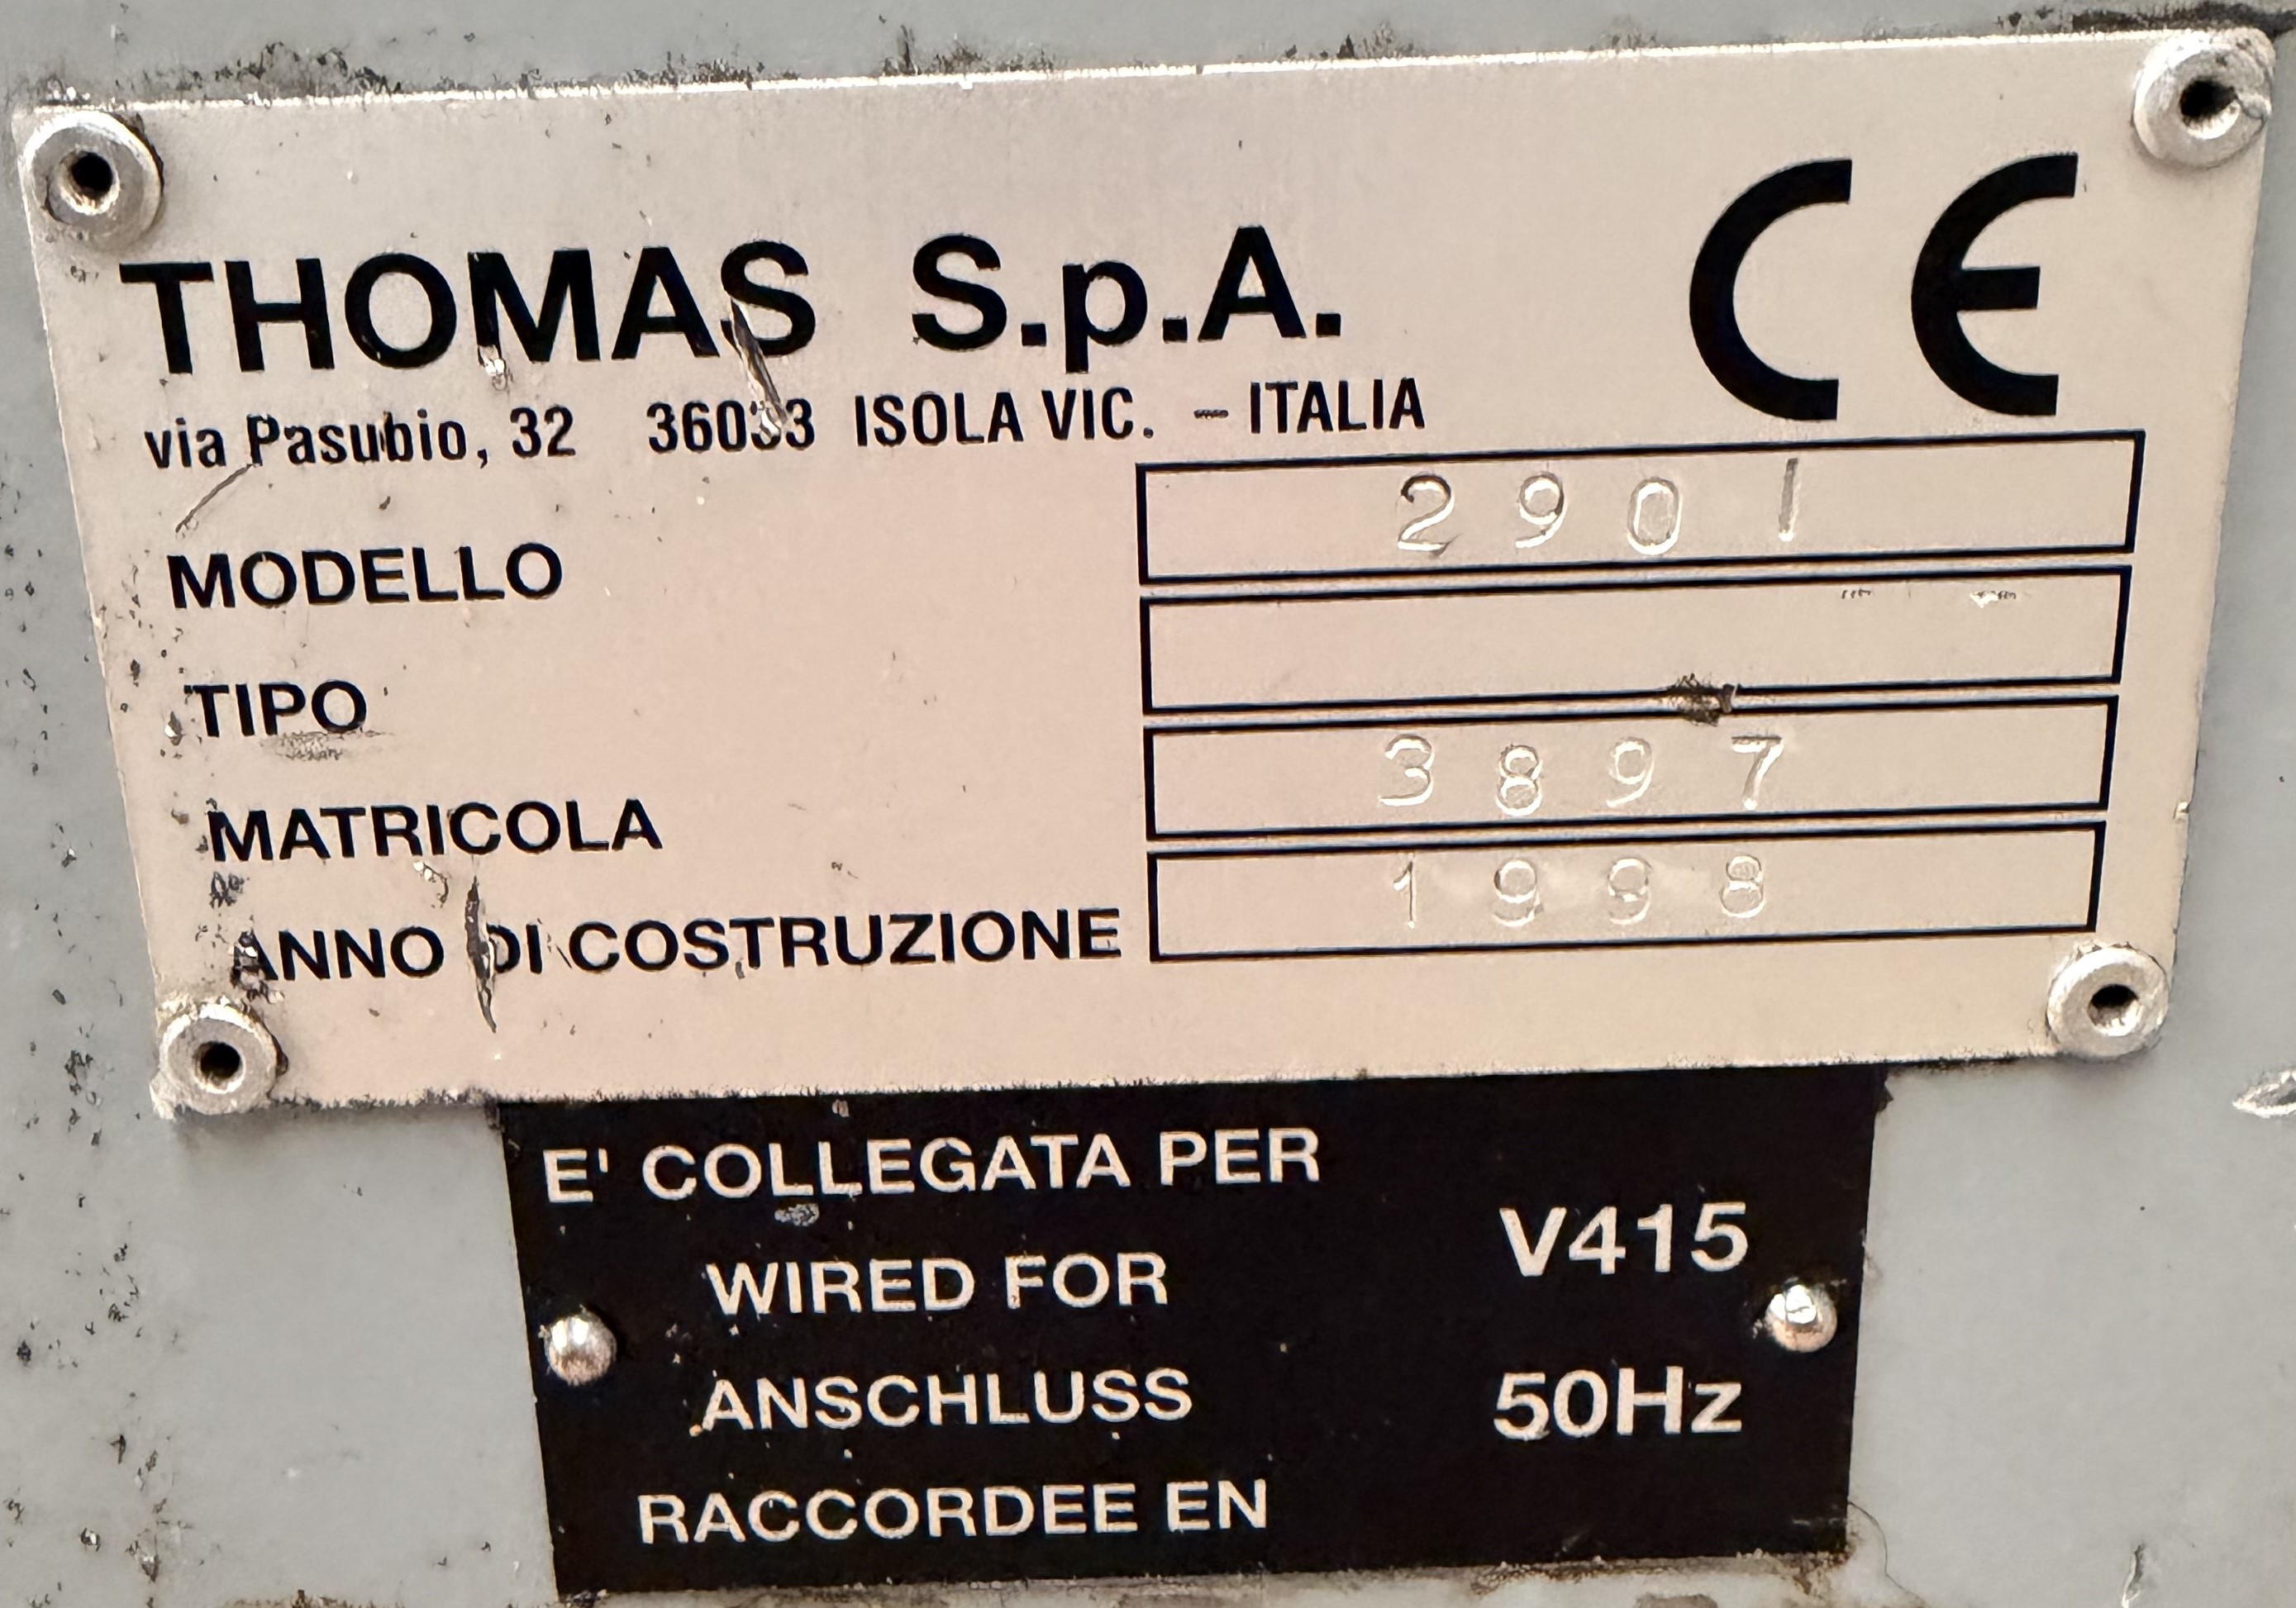 THOMAS S.p.A. CE
via Pasubio, 32 36033 ISOLA VIC. - ITALIA
MODELLO 2901
TIPO
MATRICOLA 3897
ANNO DI COSTRUZIONE 1998
E' COLLEGATA PER
WIRED FOR V415
ANSCHLUSS 50Hz
RACCORDEE EN